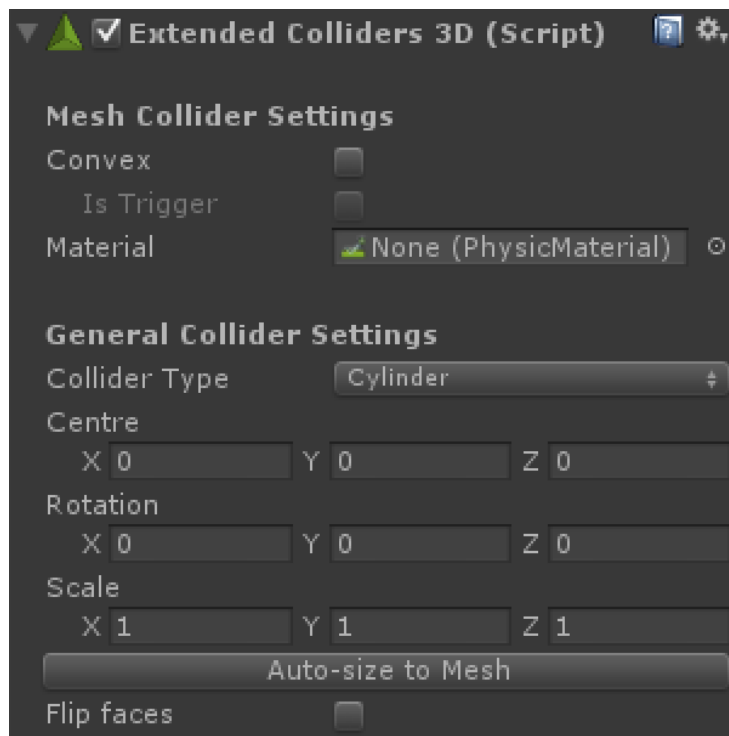 Extended Colliders 3D (Script)
Mesh Collider Settings
Convex
Is Trigger
Material None (PhysicMaterial)
General Collider Settings
Collider Type Cylinder
Centre
X 0 Y 0 Z 0
Rotation
X 0 Y 0 Z 0
Scale
X 1 Y 1 Z 1
Auto-size to Mesh
Flip faces